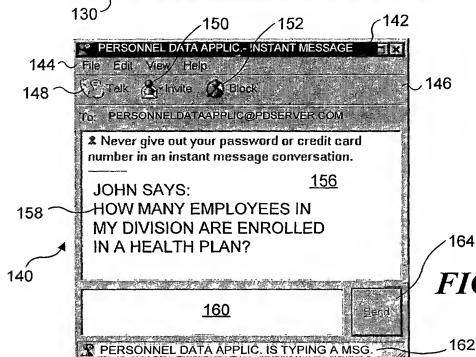 130
150
152
142
PERSONNEL DATA APPLIC.- INSTANT MESSAGE
144
File Edit View Help
148
Talk Invite Block
146
To: PERSONNELDATAAPPLIC@PDSERVER.COM
Never give out your password or credit card
number in an instant message conversation.
JOHN SAYS:
156
158
HOW MANY EMPLOYEES IN
MY DIVISION ARE ENROLLED
IN A HEALTH PLAN?
140
164
FIG
160
Send
PERSONNEL DATA APPLIC. IS TYPING A MSG.
162